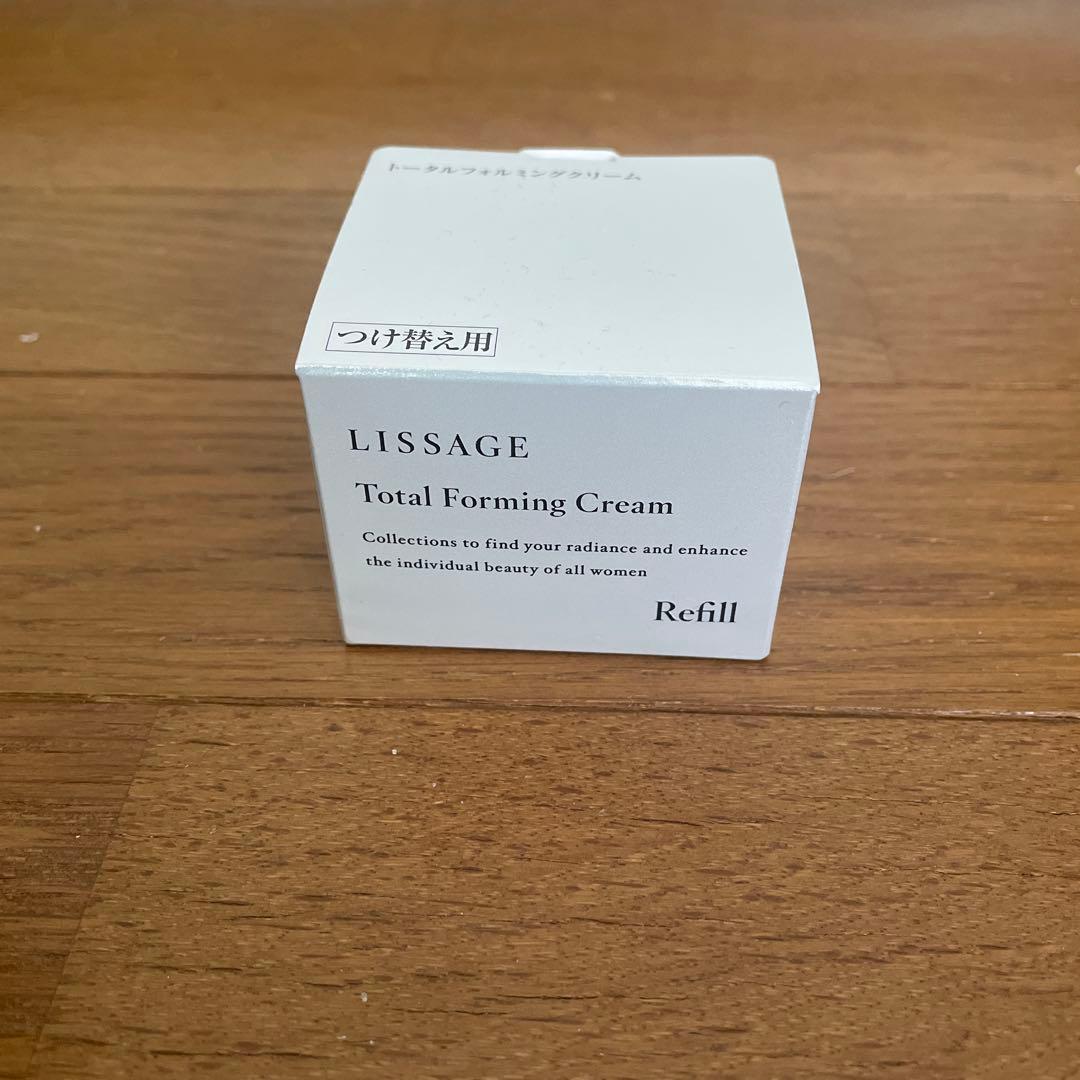 トータルフォルミングクリーム
つけ替え用
LISSAGE
Total Forming Cream
Collections to find your radiance and enhance
the individual beauty of all women
Refill